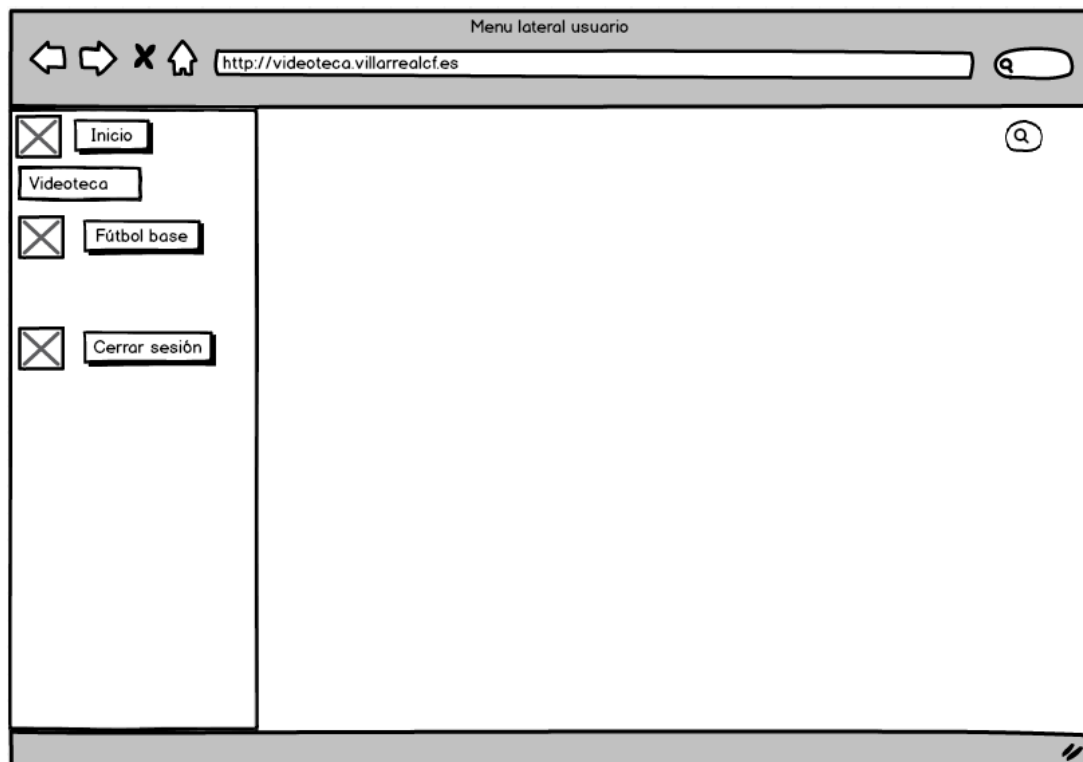 Menu lateral usuario
http://videoteca.villarrealcf.es
Inicio
Videoteca
Fútbol base
Cerrar sesión